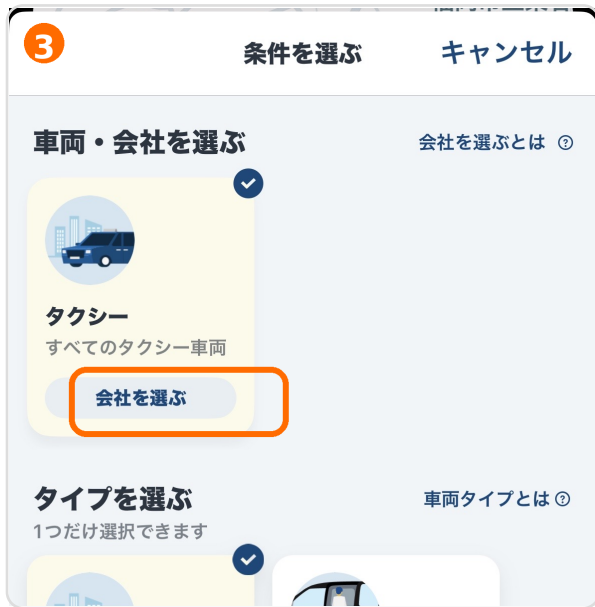 3
条件を選ぶ
キャンセル
車両・会社を選ぶ
会社を選ぶとは ?
タクシー
すべてのタクシー車両
会社を選ぶ
タイプを選ぶ
車両タイプとは ?
1つだけ選択できます